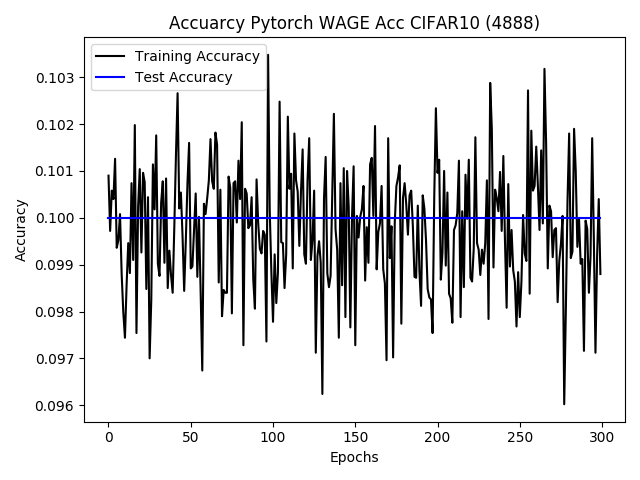 Accuarcy Pytorch WAGE Acc CIFAR10 (4888)
Training Accuracy
Test Accuracy
0.103
0.102
0.101
0.100
0.099
0.098
0.097
0.096
Accuracy
0 50 100 150 200 250 300
Epochs